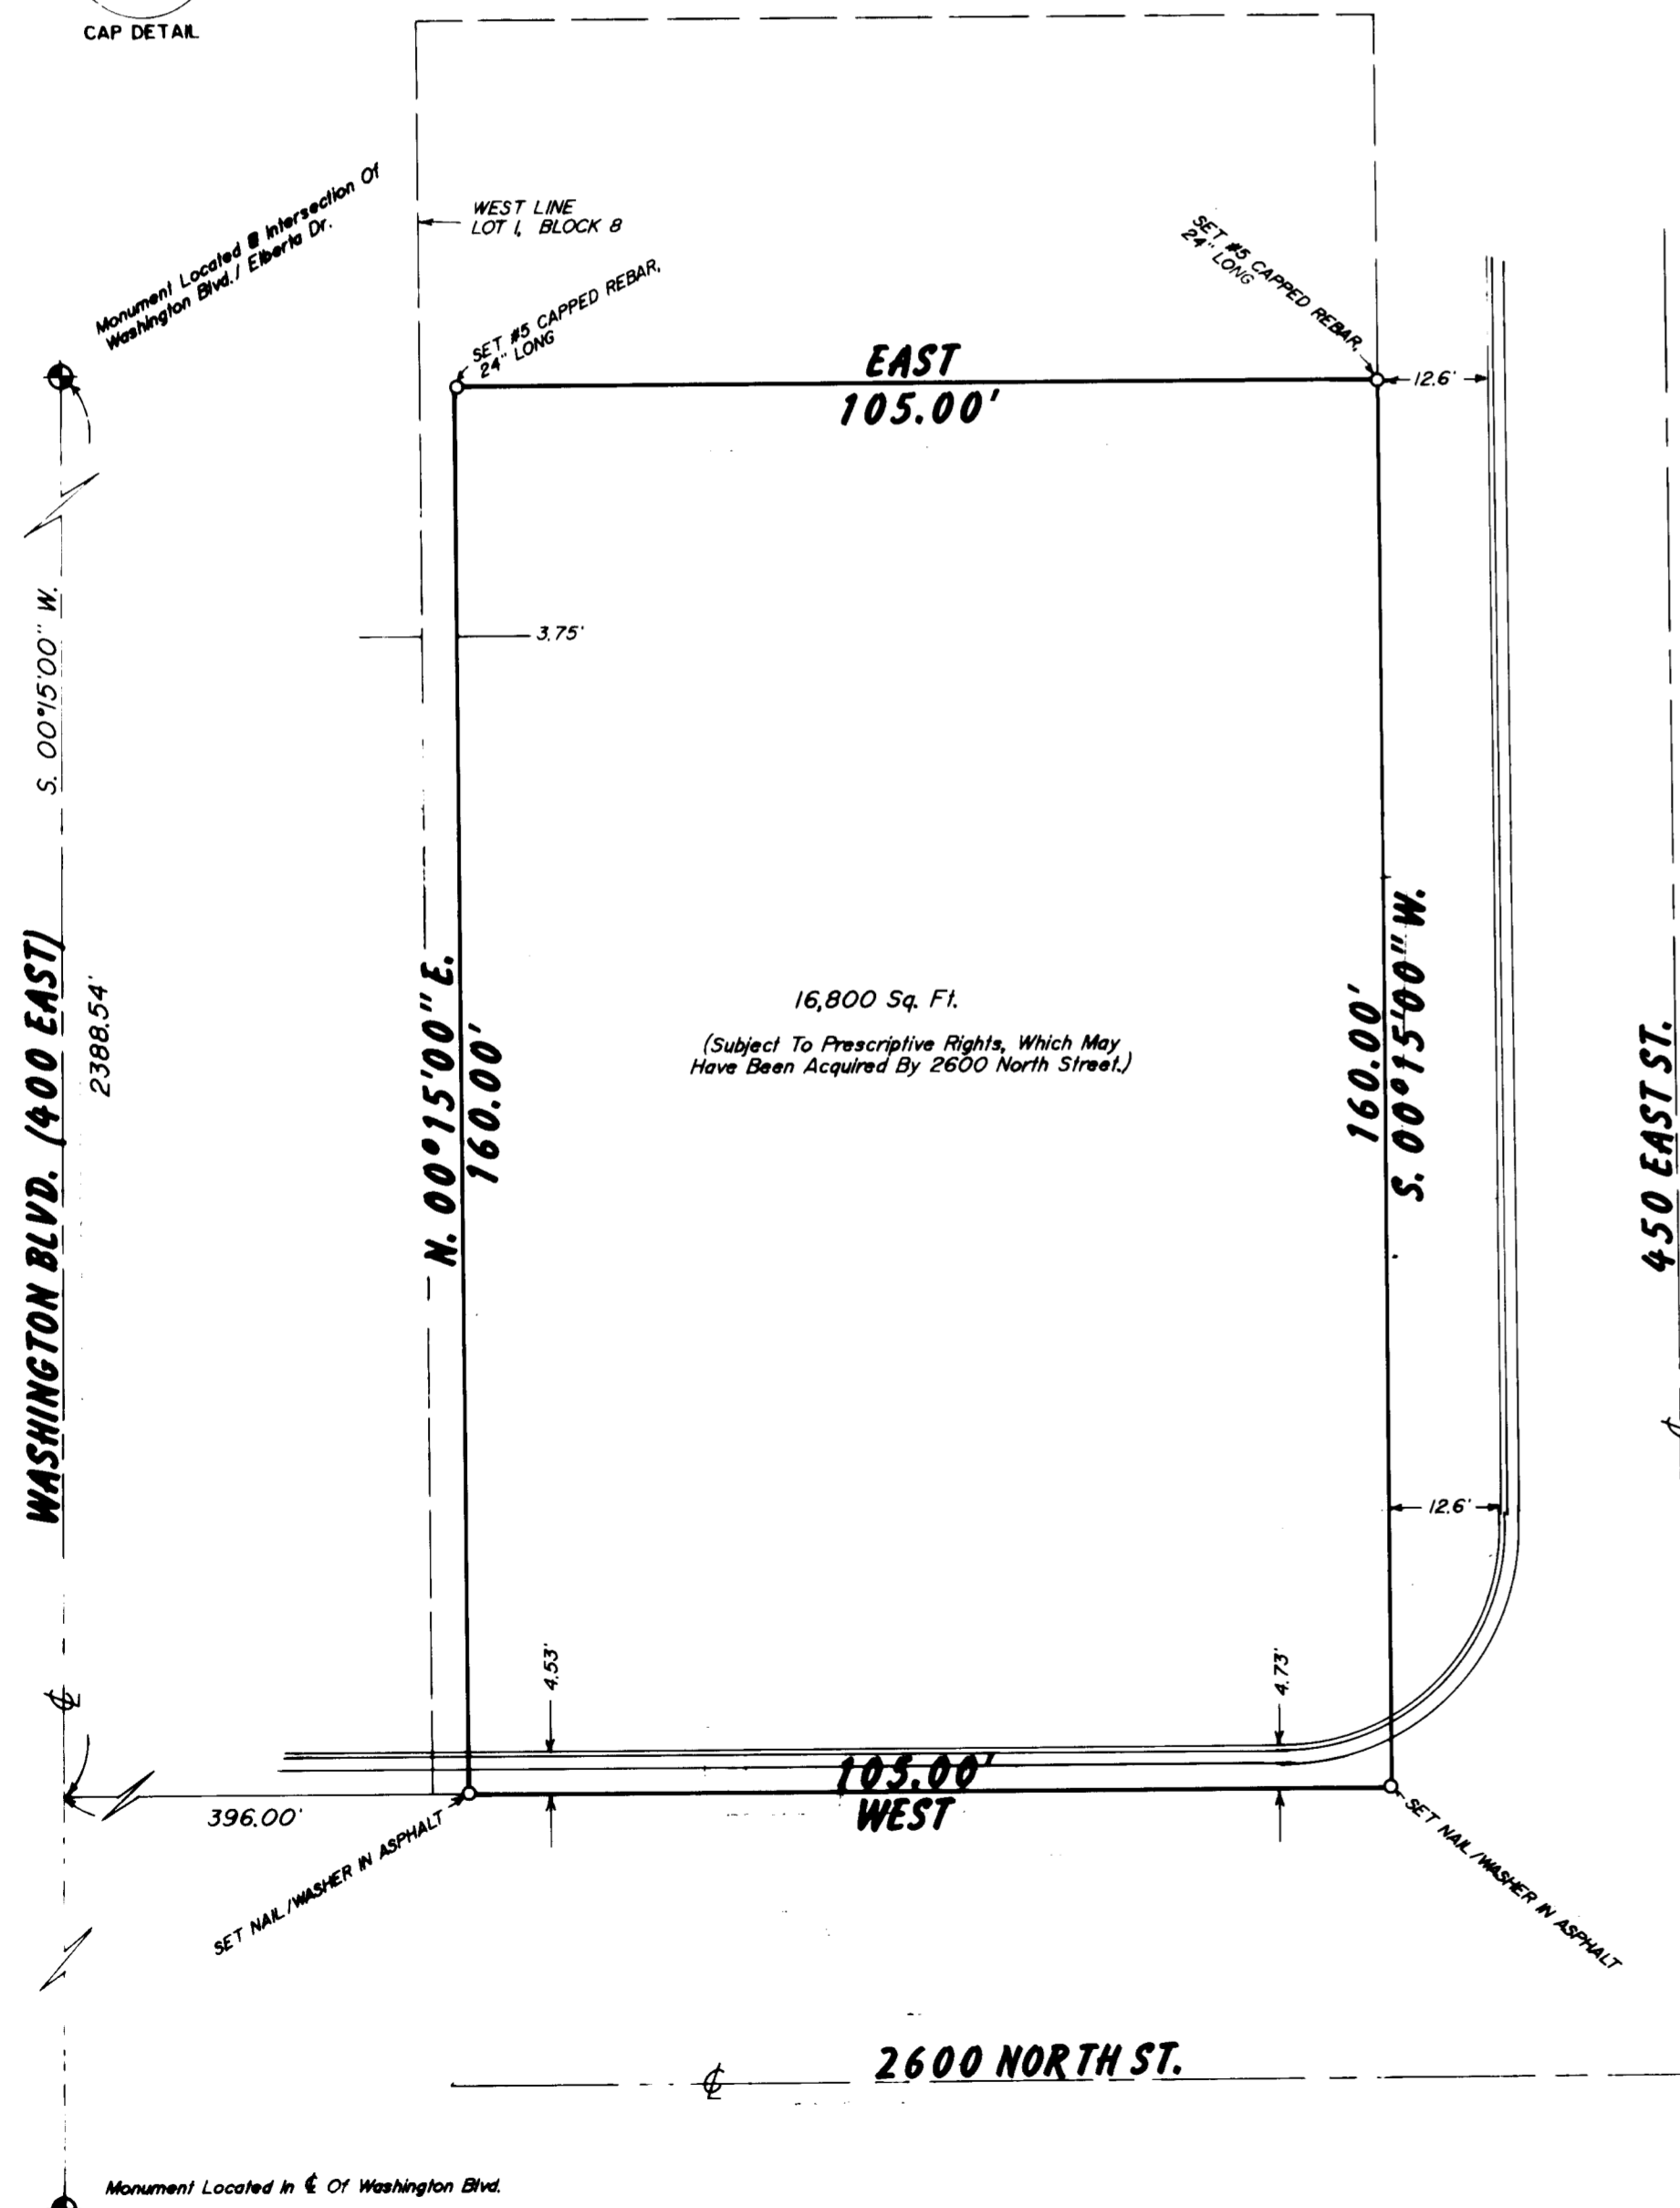 CAP DETAIL
Monument Located @ Intersection Of
Washington Blvd. / Elberta Dr.
WEST LINE
LOT 1, BLOCK 8
SET #5 CAPPED REBAR,
24" LONG
SET #5 CAPPED REBAR,
24" LONG
EAST
105.00'
12.6'
S. 00°15'00" W.
3.75'
WASHINGTON BLVD. (400 EAST)
2388.54'
N. 00°15'00" E.
160.00'
16,800 Sq. Ft.
(Subject To Prescriptive Rights, Which May
Have Been Acquired By 2600 North Street.)
160.00'
S. 00°15'00" W.
450 EAST ST.
12.6'
4.53'
4.73'
℄
105.00'
WEST
396.00'
SET NAIL/WASHER IN ASPHALT
SET NAIL/WASHER IN ASPHALT
2600 NORTH ST.
℄
Monument Located In ℄ Of Washington Blvd.